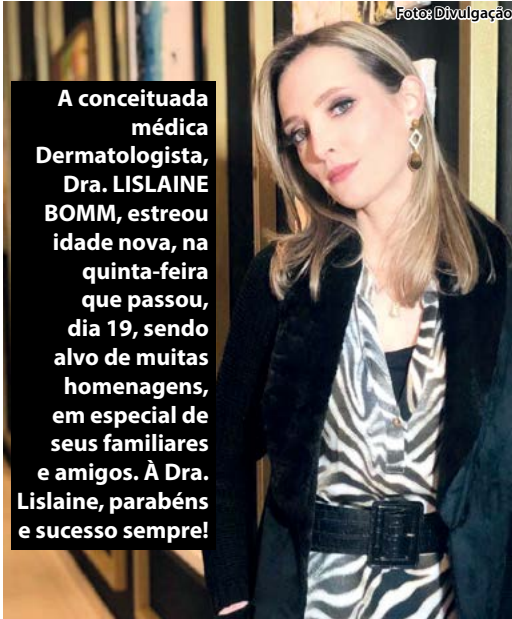 Foto: Divulgação
A conceituada
médica
Dermatologista,
Dra. LISLAINE
BOMM, estreou
idade nova, na
quinta-feira
que passou,
dia 19, sendo
alvo de muitas
homenagens,
em especial de
seus familiares
e amigos. À Dra.
Lislaine, parabéns
e sucesso sempre!